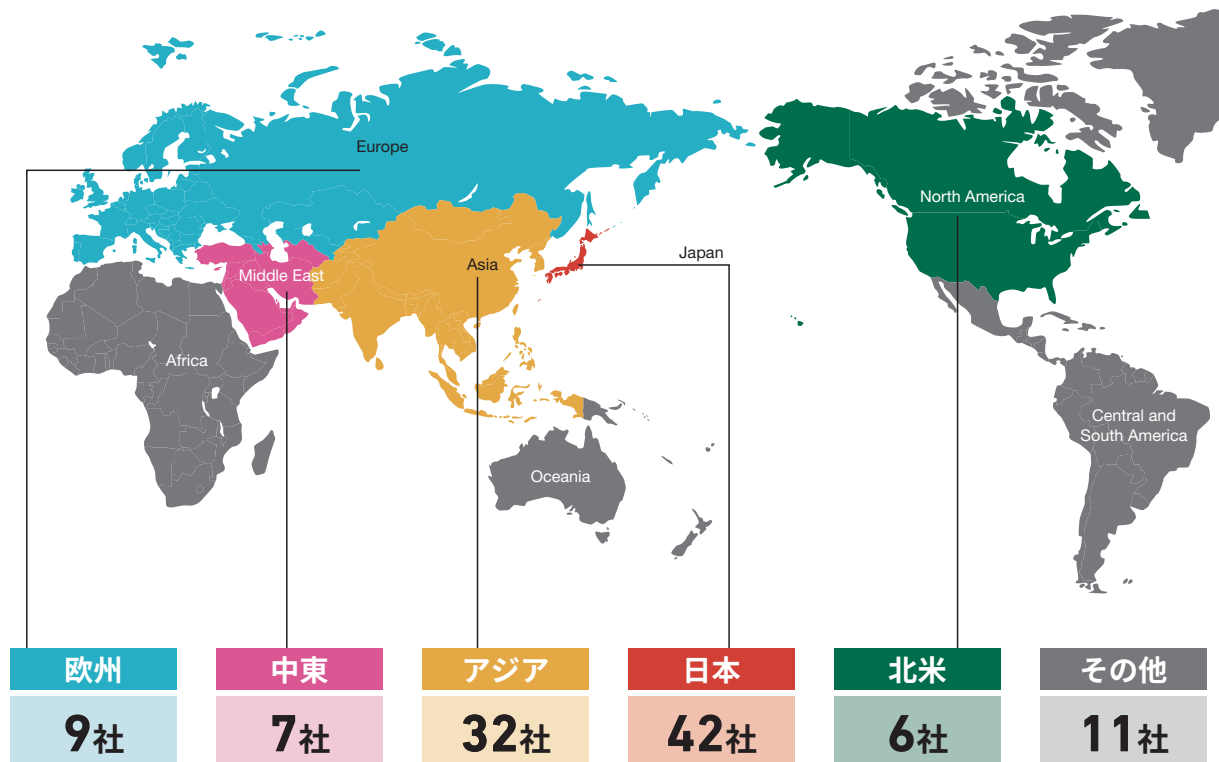 Europe
North America
Japan
Asia
Middle East
Africa
Central and
South America
Oceania
欧州
9社
中東
7社
アジア
32社
日本
42社
北米
6社
その他
11社